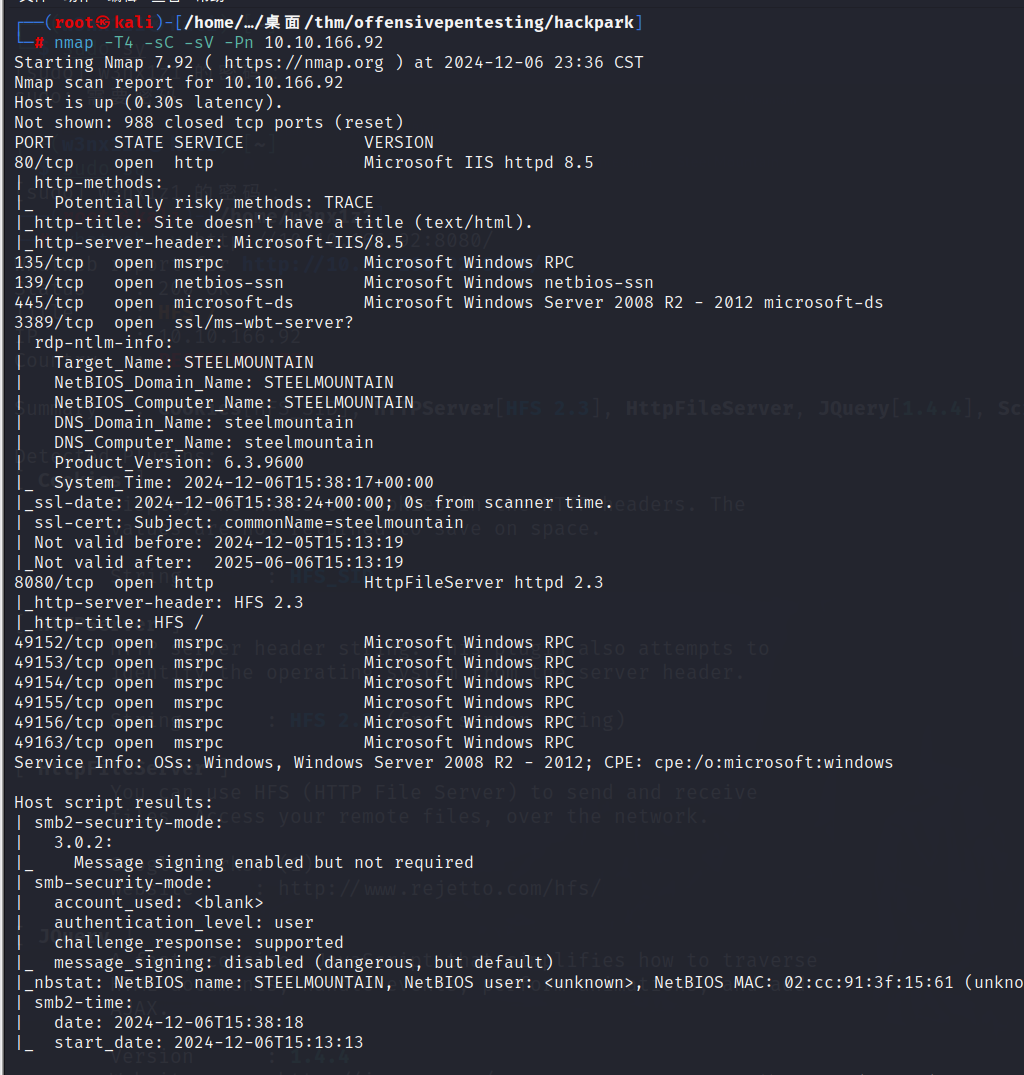 ┌──(root㉿kali)-[/home/…/桌面/thm/offensivepentesting/hackpark]
└─# nmap -T4 -sC -sV -Pn 10.10.166.92
Starting Nmap 7.92 ( https://nmap.org ) at 2024-12-06 23:36 CST
Nmap scan report for 10.10.166.92
Host is up (0.30s latency).
Not shown: 988 closed tcp ports (reset)
PORT      STATE SERVICE            VERSION
80/tcp    open  http               Microsoft IIS httpd 8.5
| http-methods:
|_  Potentially risky methods: TRACE
|_http-title: Site doesn't have a title (text/html).
|_http-server-header: Microsoft-IIS/8.5
135/tcp   open  msrpc              Microsoft Windows RPC
139/tcp   open  netbios-ssn        Microsoft Windows netbios-ssn
445/tcp   open  microsoft-ds       Microsoft Windows Server 2008 R2 - 2012 microsoft-ds
3389/tcp  open  ssl/ms-wbt-server?
| rdp-ntlm-info:
|   Target_Name: STEELMOUNTAIN
|   NetBIOS_Domain_Name: STEELMOUNTAIN
|   NetBIOS_Computer_Name: STEELMOUNTAIN
|   DNS_Domain_Name: steelmountain
|   DNS_Computer_Name: steelmountain
|   Product_Version: 6.3.9600
|_  System_Time: 2024-12-06T15:38:17+00:00
|_ssl-date: 2024-12-06T15:38:24+00:00; 0s from scanner time.
| ssl-cert: Subject: commonName=steelmountain
| Not valid before: 2024-12-05T15:13:19
|_Not valid after:  2025-06-06T15:13:19
8080/tcp  open  http               HttpFileServer httpd 2.3
|_http-server-header: HFS 2.3
|_http-title: HFS /
49152/tcp open  msrpc              Microsoft Windows RPC
49153/tcp open  msrpc              Microsoft Windows RPC
49154/tcp open  msrpc              Microsoft Windows RPC
49155/tcp open  msrpc              Microsoft Windows RPC
49156/tcp open  msrpc              Microsoft Windows RPC
49163/tcp open  msrpc              Microsoft Windows RPC
Service Info: OSs: Windows, Windows Server 2008 R2 - 2012; CPE: cpe:/o:microsoft:windows

Host script results:
| smb2-security-mode:
|   3.0.2:
|_    Message signing enabled but not required
| smb-security-mode:
|   account_used: <blank>
|   authentication_level: user
|   challenge_response: supported
|_  message_signing: disabled (dangerous, but default)
|_nbstat: NetBIOS name: STEELMOUNTAIN, NetBIOS user: <unknown>, NetBIOS MAC: 02:cc:91:3f:15:61 (unkno
| smb2-time:
|   date: 2024-12-06T15:38:18
|_  start_date: 2024-12-06T15:13:13